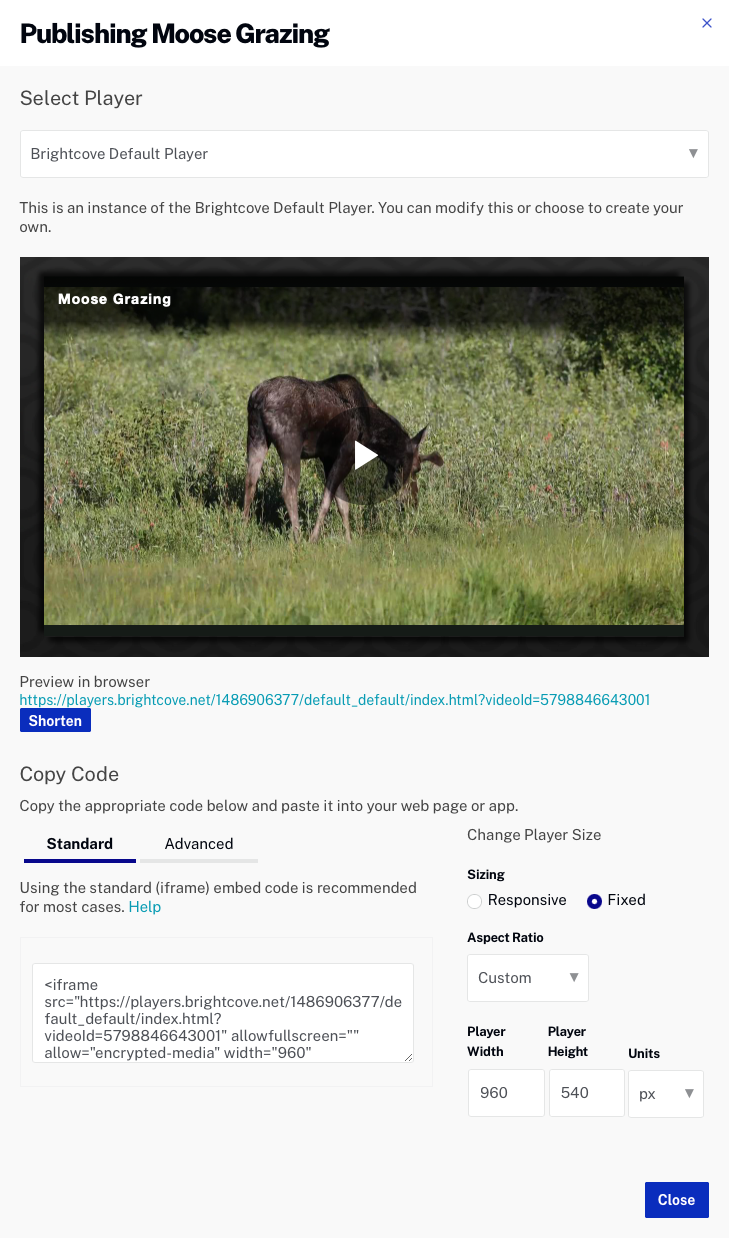 Publishing Moose Grazing
Select Player
Brightcove Default Player
This is an instance of the Brightcove Default Player. You can modify this or choose to create your
own.
Moose Grazing
Preview in browser
https://players.brightcove.net/1486906377/default_default/index.html?videoId=5798846643001
Shorten
Copy Code
Copy the appropriate code below and paste it into your web page or app.
Standard
Advanced
Using the standard (iframe) embed code is recommended
for most cases. Help
<iframe
src="https://players.brightcove.net/1486906377/de
fault_default/index.html?
videoId=5798846643001" allowfullscreen=""
allow="encrypted-media" width="960"
Change Player Size
Sizing
Responsive
Fixed
Aspect Ratio
Custom
Player
Width
Player
Height
Units
960
540
px
Close